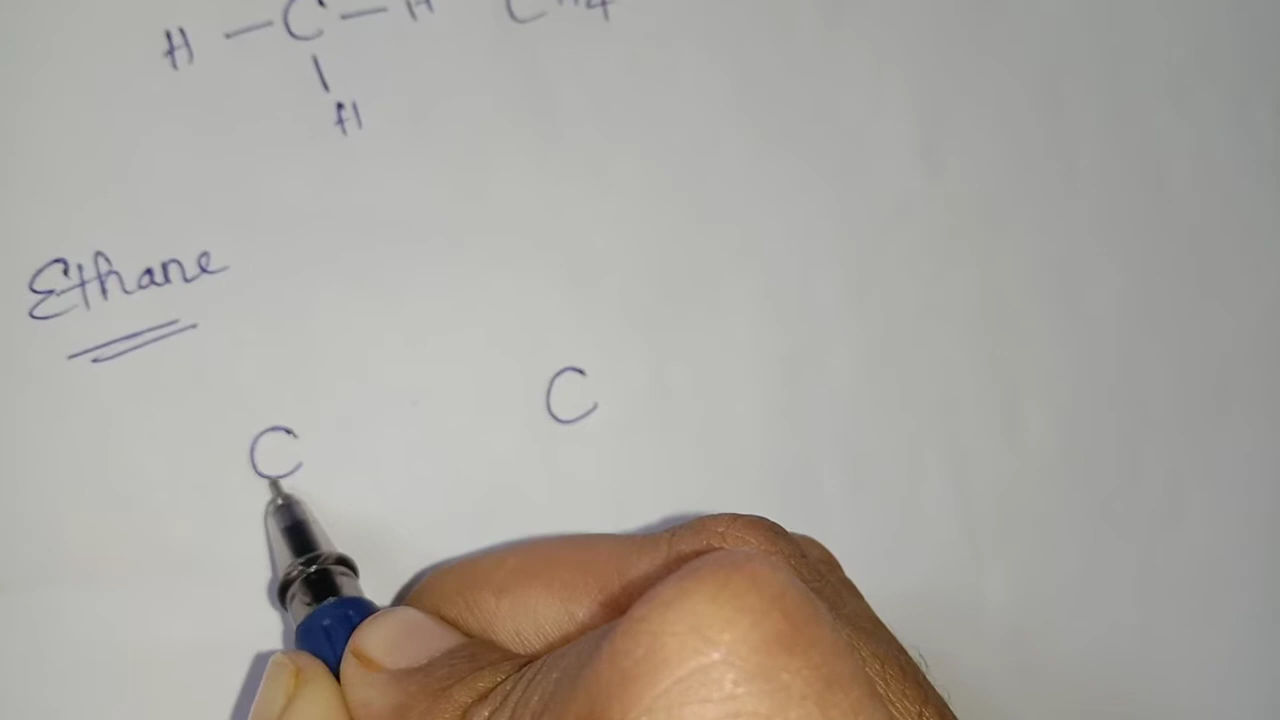 H — C — H CH4
|
H
Ethane
C C